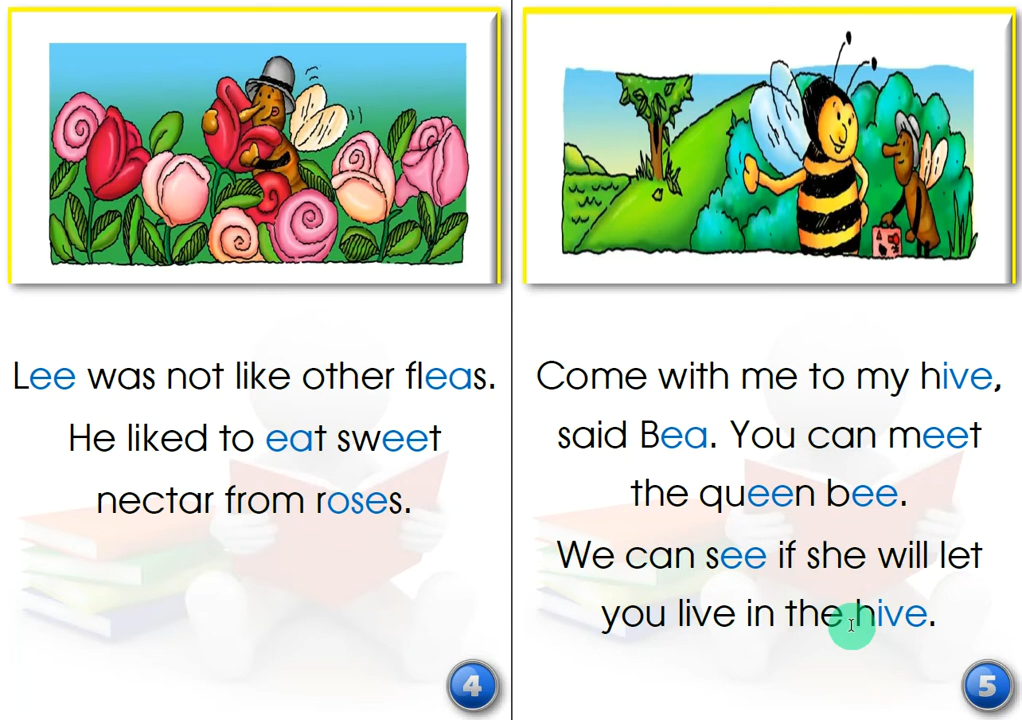 Lee was not like other fleas.
He liked to eat sweet
nectar from roses.
4
Come with me to my hive,
said Bea. You can meet
the queen bee.
We can see if she will let
you live in the hive.
5